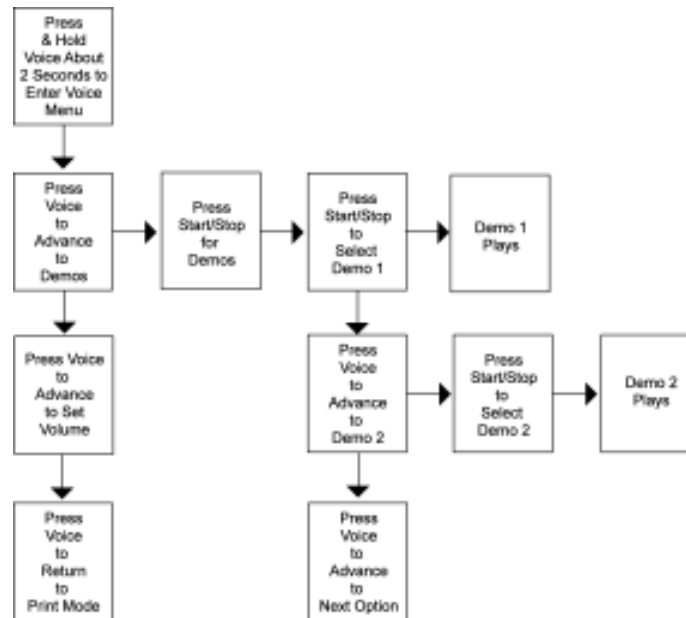 Press
& Hold
Voice About
2 Seconds to
Enter Voice
Menu
Press
Voice
to
Advance
to
Demos
Press
Start/Stop
for
Demos
Press
Start/Stop
to
Select
Demo 1
Demo 1
Plays
Press Voice
to
Advance
to Set
Volume
Press
Voice
to
Advance
to
Demo 2
Press
Start/Stop
to
Select
Demo 2
Demo 2
Plays
Press
Voice
to
Return
to
Print Mode
Press
Voice
to
Advance
to
Next Option